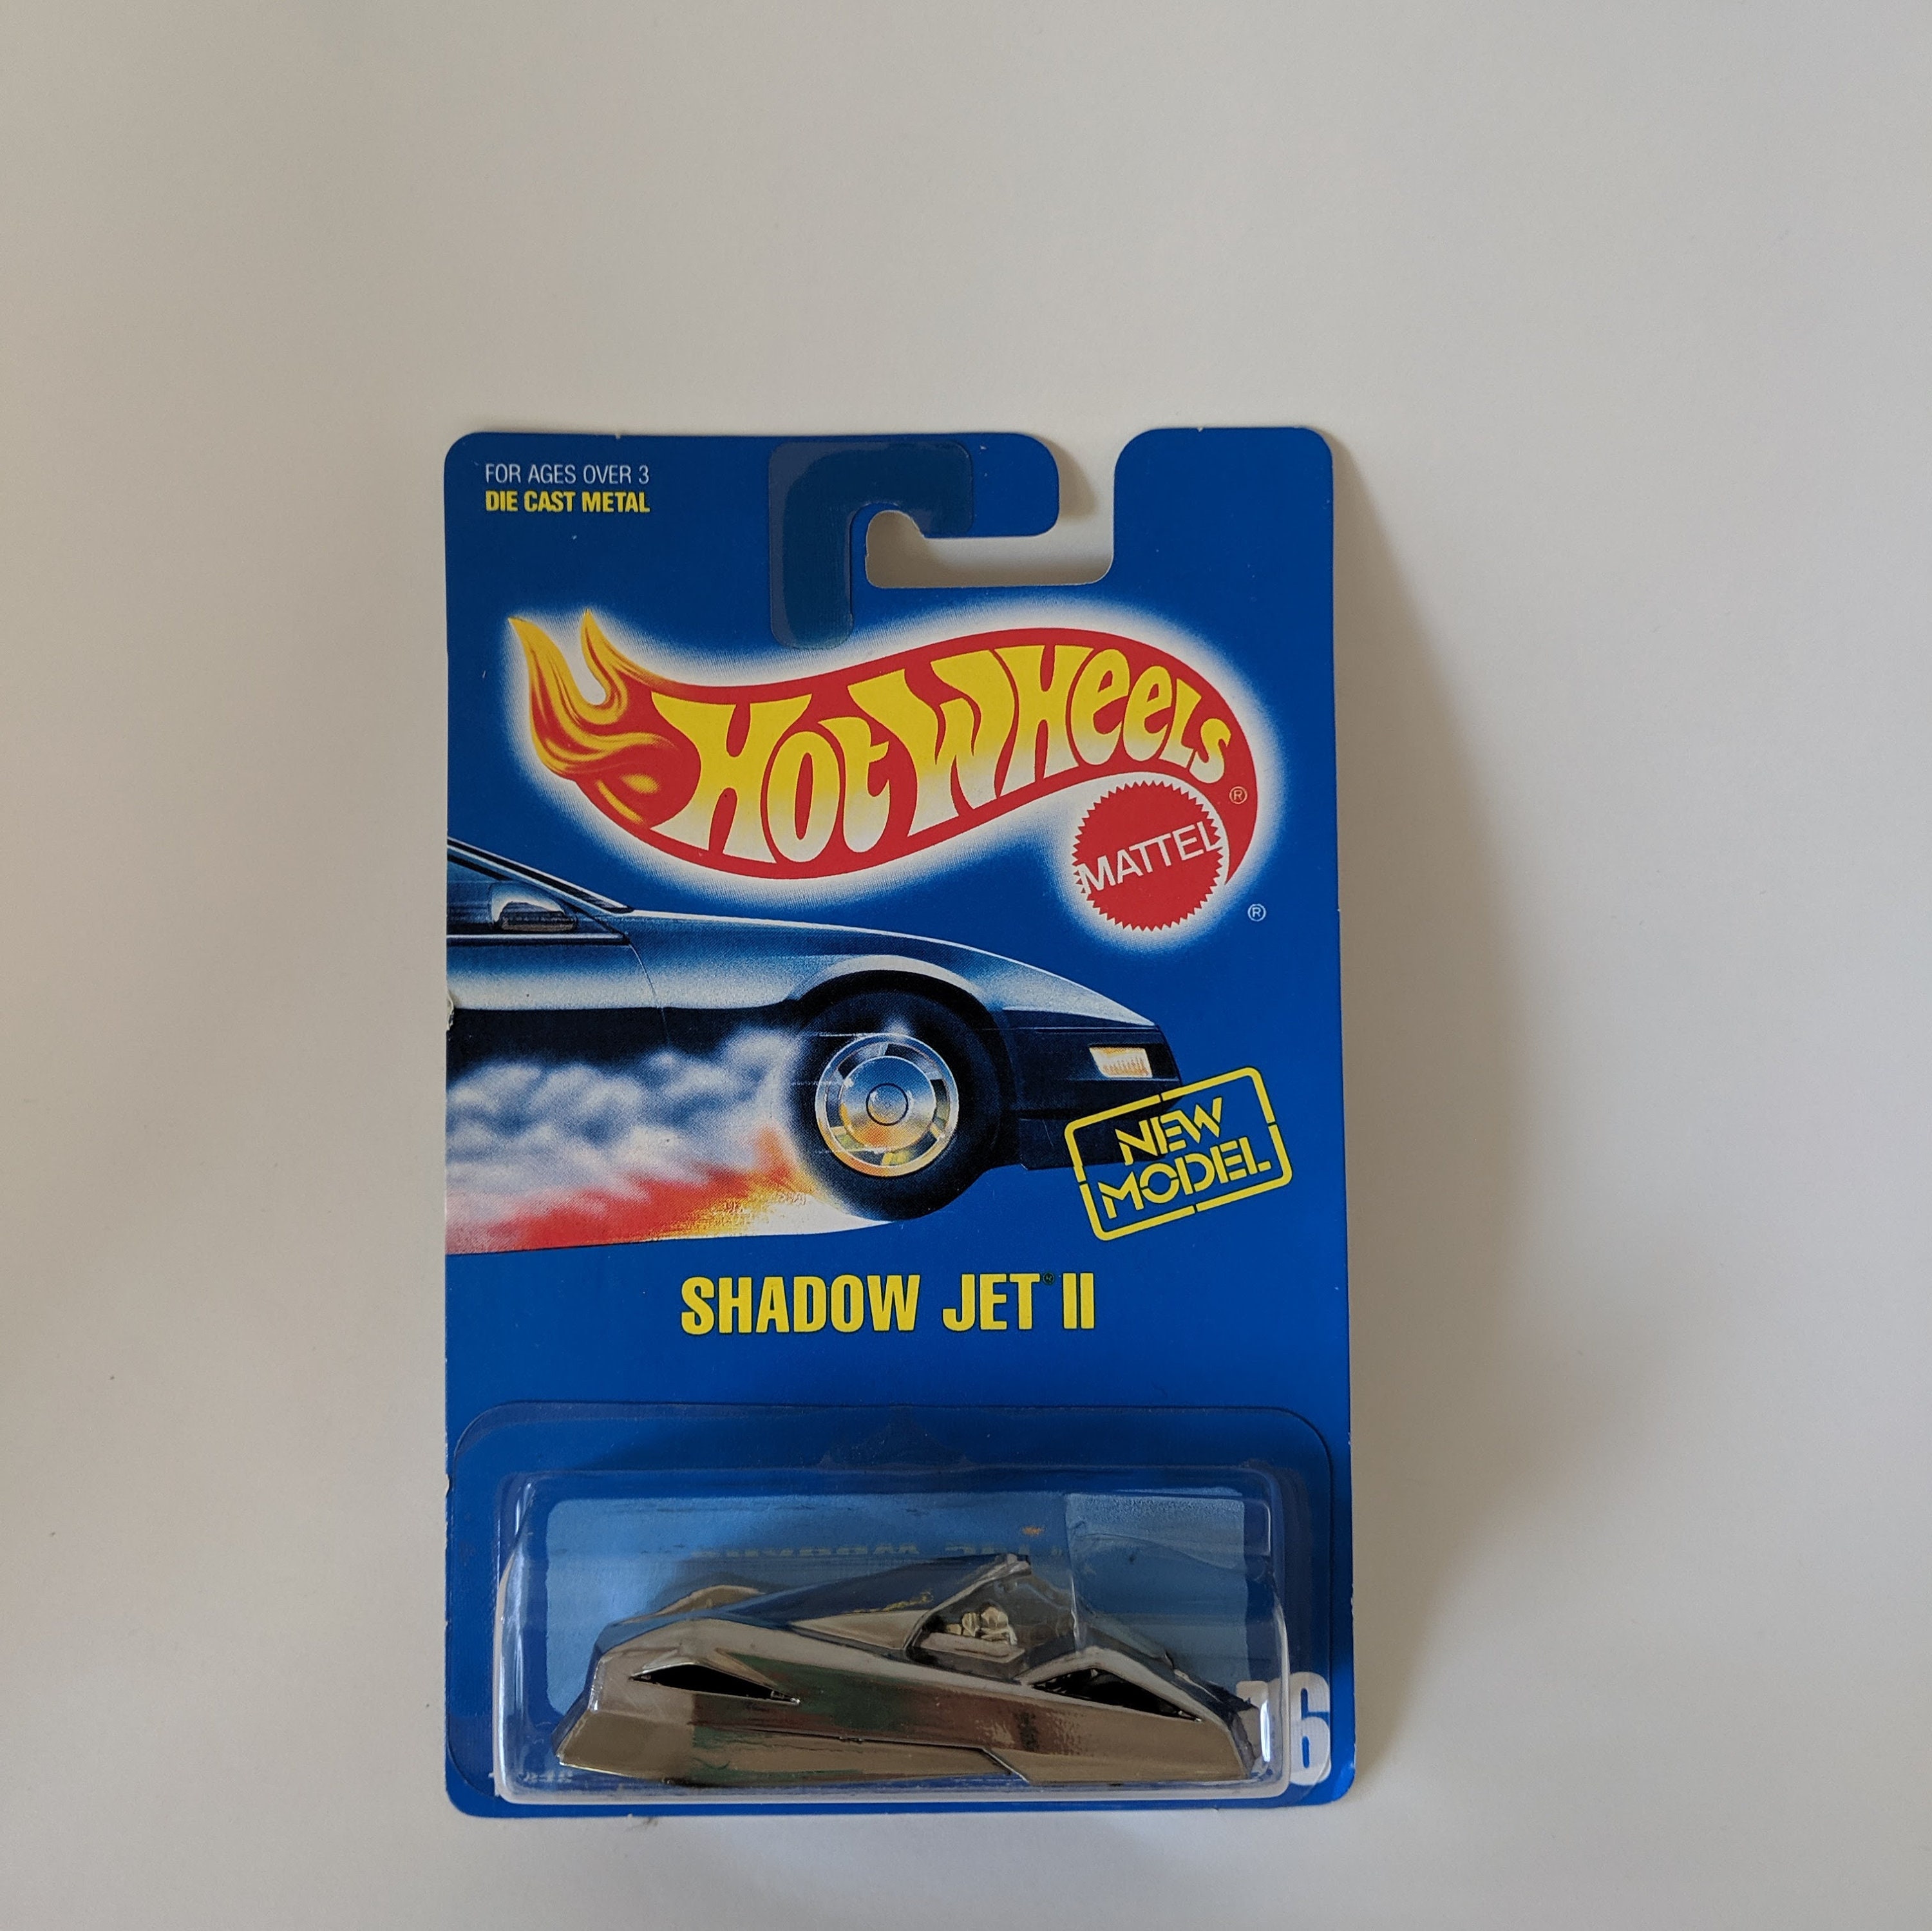 FOR AGES OVER 3
DIE CAST METAL
HOT WHEELS ®
MATTEL
®
NEW
MODEL
SHADOW JET® II